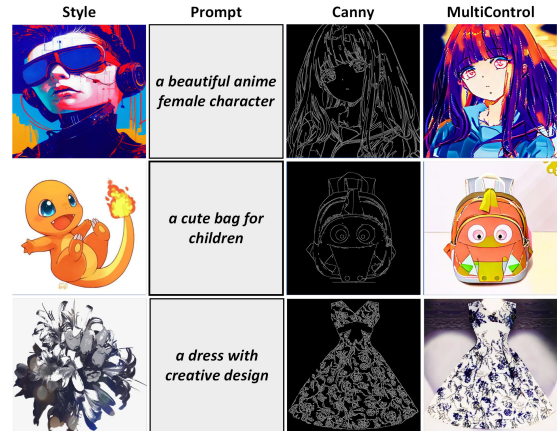 Style Prompt Canny MultiControl
a beautiful anime
female character
a cute bag for
children
a dress with
creative design